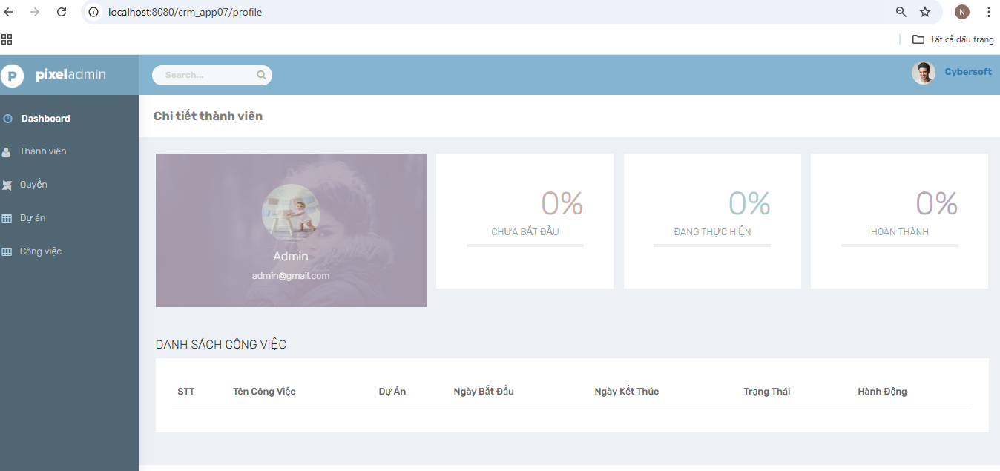 localhost:8080/crm_app07/profile
N
Tất cả dấu trang
P pixeladmin
Search...
Cybersoft
Dashboard
Thành viên
Quyền
Dự án
Công việc
Chi tiết thành viên
Admin
admin@gmail.com
0%
CHƯA BẮT ĐẦU
0%
ĐANG THỰC HIỆN
0%
HOÀN THÀNH
DANH SÁCH CÔNG VIỆC
STT Tên Công Việc Dự Án Ngày Bắt Đầu Ngày Kết Thúc Trạng Thái Hành Động